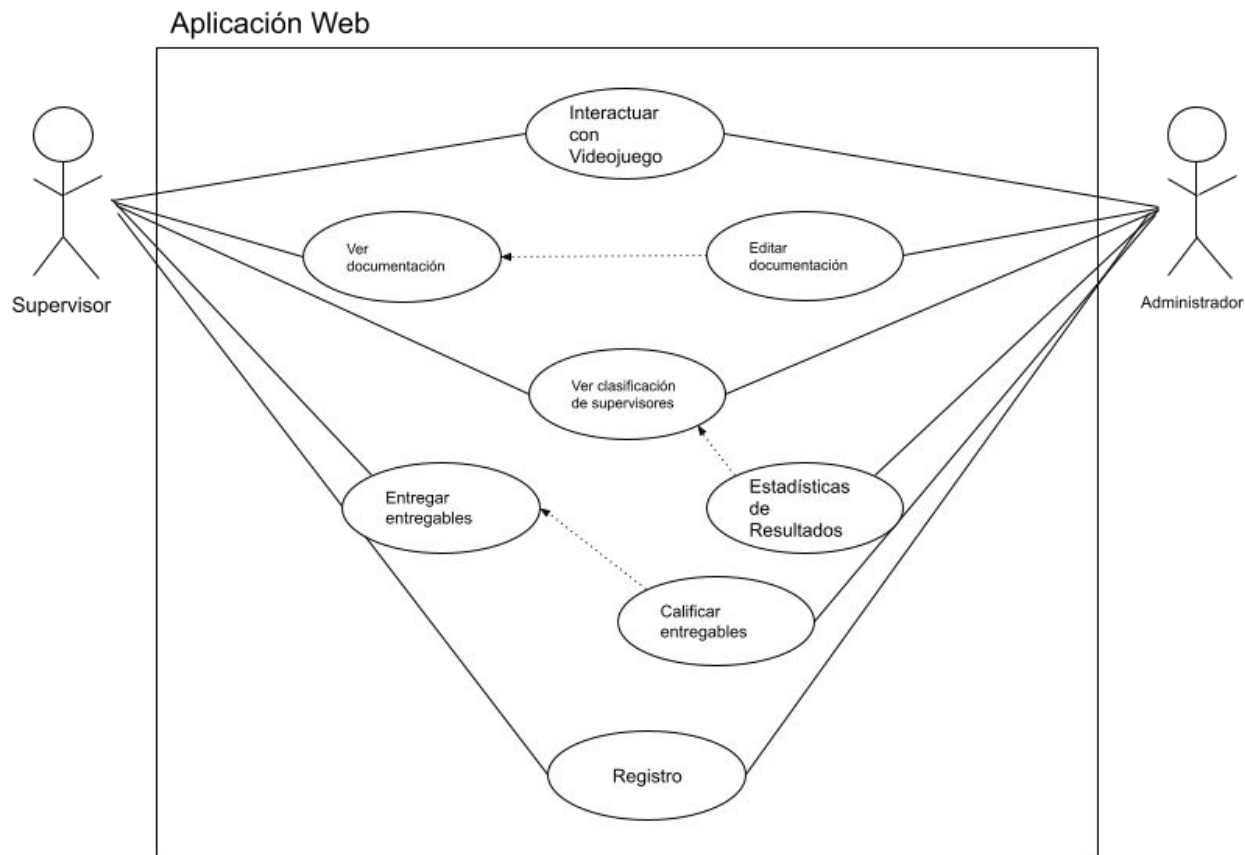 Aplicación Web
Interactuar
con
Videojuego
Ver
documentación
Editar
documentación
Supervisor
Administrador
Ver clasificación
de supervisores
Entregar
entregables
Estadísticas
de
Resultados
Calificar
entregables
Registro